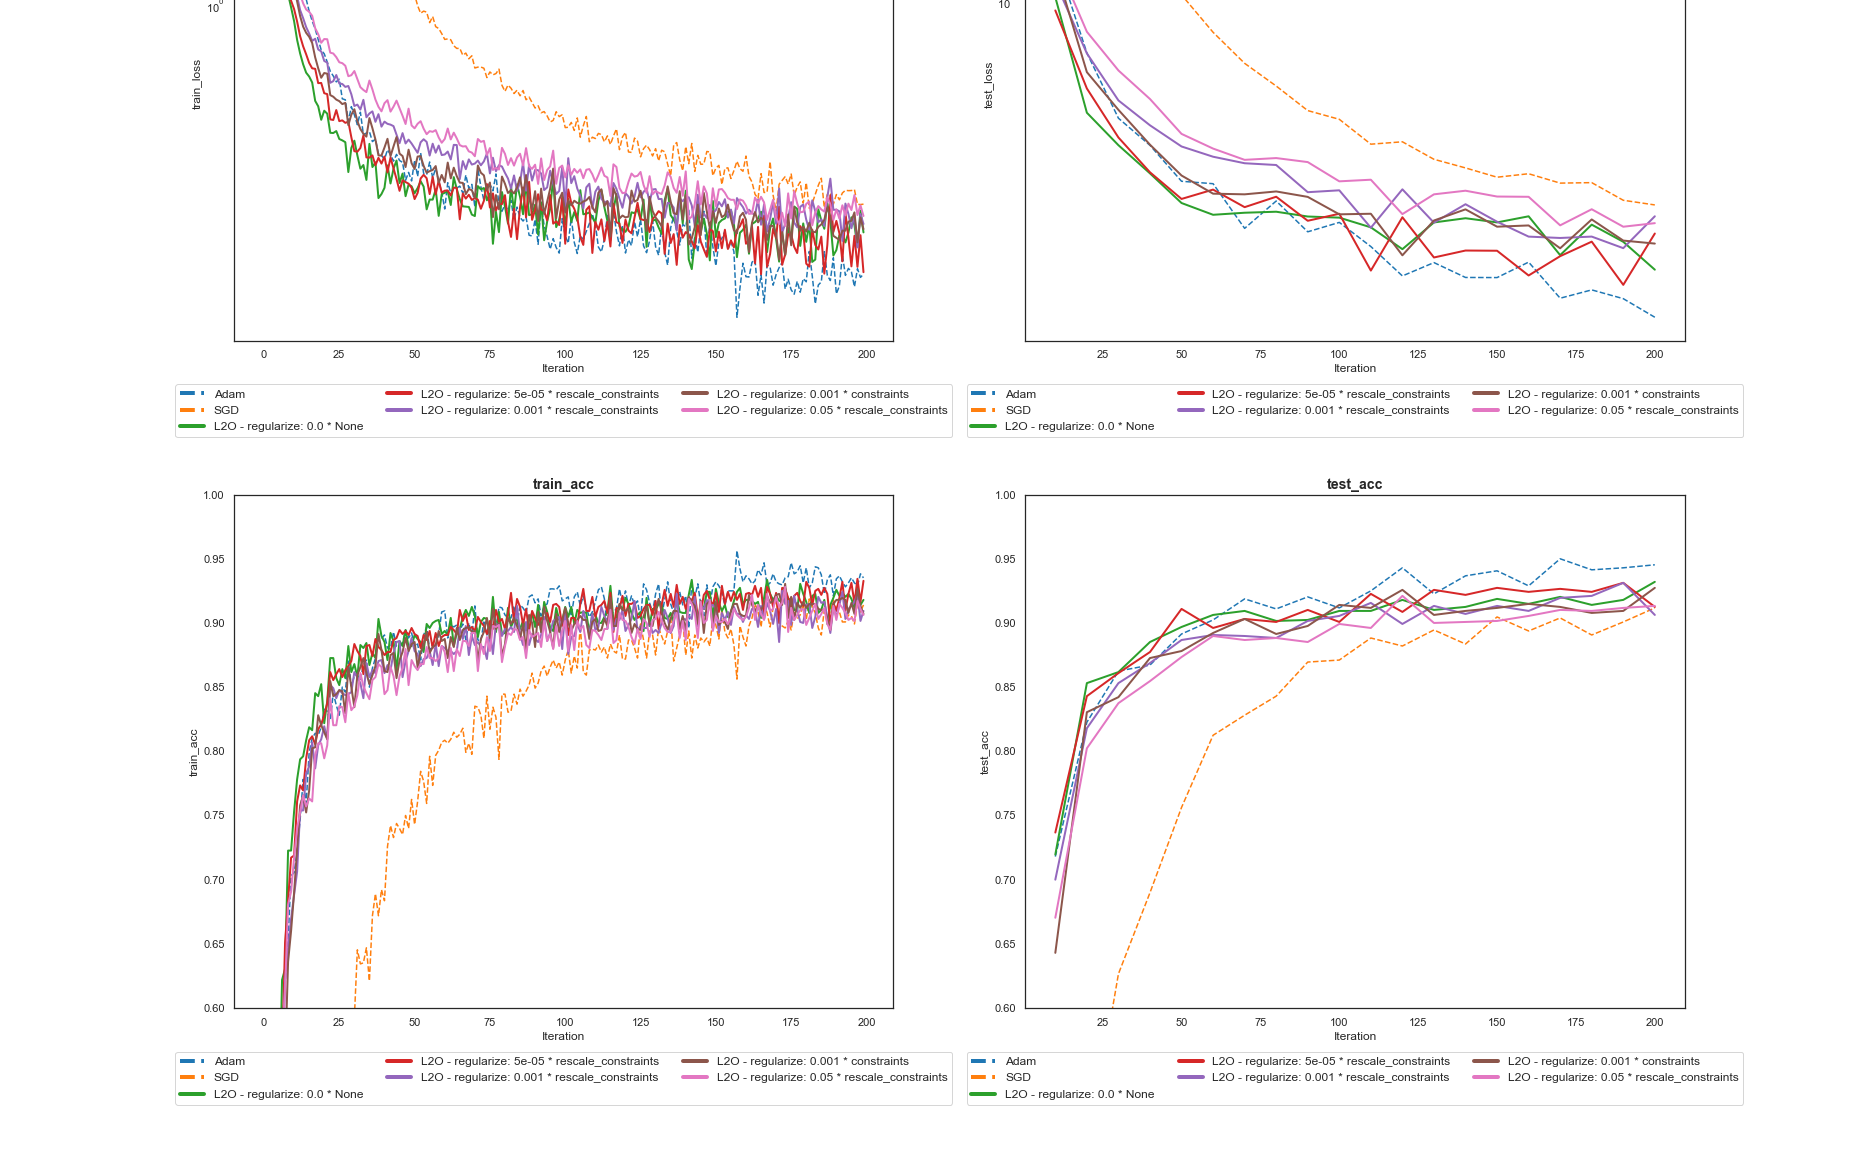 10⁰
train_loss
0 25 50 75 100 125 150 175 200
Iteration
Adam L2O - regularize: 5e-05 * rescale_constraints L2O - regularize: 0.001 * constraints
SGD L2O - regularize: 0.001 * rescale_constraints L2O - regularize: 0.05 * rescale_constraints
L2O - regularize: 0.0 * None
10
test_loss
25 50 75 100 125 150 175 200
Iteration
Adam L2O - regularize: 5e-05 * rescale_constraints L2O - regularize: 0.001 * constraints
SGD L2O - regularize: 0.001 * rescale_constraints L2O - regularize: 0.05 * rescale_constraints
L2O - regularize: 0.0 * None
train_acc
1.00
0.95
0.90
0.85
0.80
0.75
0.70
0.65
0.60
train_acc
0 25 50 75 100 125 150 175 200
Iteration
Adam L2O - regularize: 5e-05 * rescale_constraints L2O - regularize: 0.001 * constraints
SGD L2O - regularize: 0.001 * rescale_constraints L2O - regularize: 0.05 * rescale_constraints
L2O - regularize: 0.0 * None
test_acc
1.00
0.95
0.90
0.85
0.80
0.75
0.70
0.65
0.60
test_acc
25 50 75 100 125 150 175 200
Iteration
Adam L2O - regularize: 5e-05 * rescale_constraints L2O - regularize: 0.001 * constraints
SGD L2O - regularize: 0.001 * rescale_constraints L2O - regularize: 0.05 * rescale_constraints
L2O - regularize: 0.0 * None